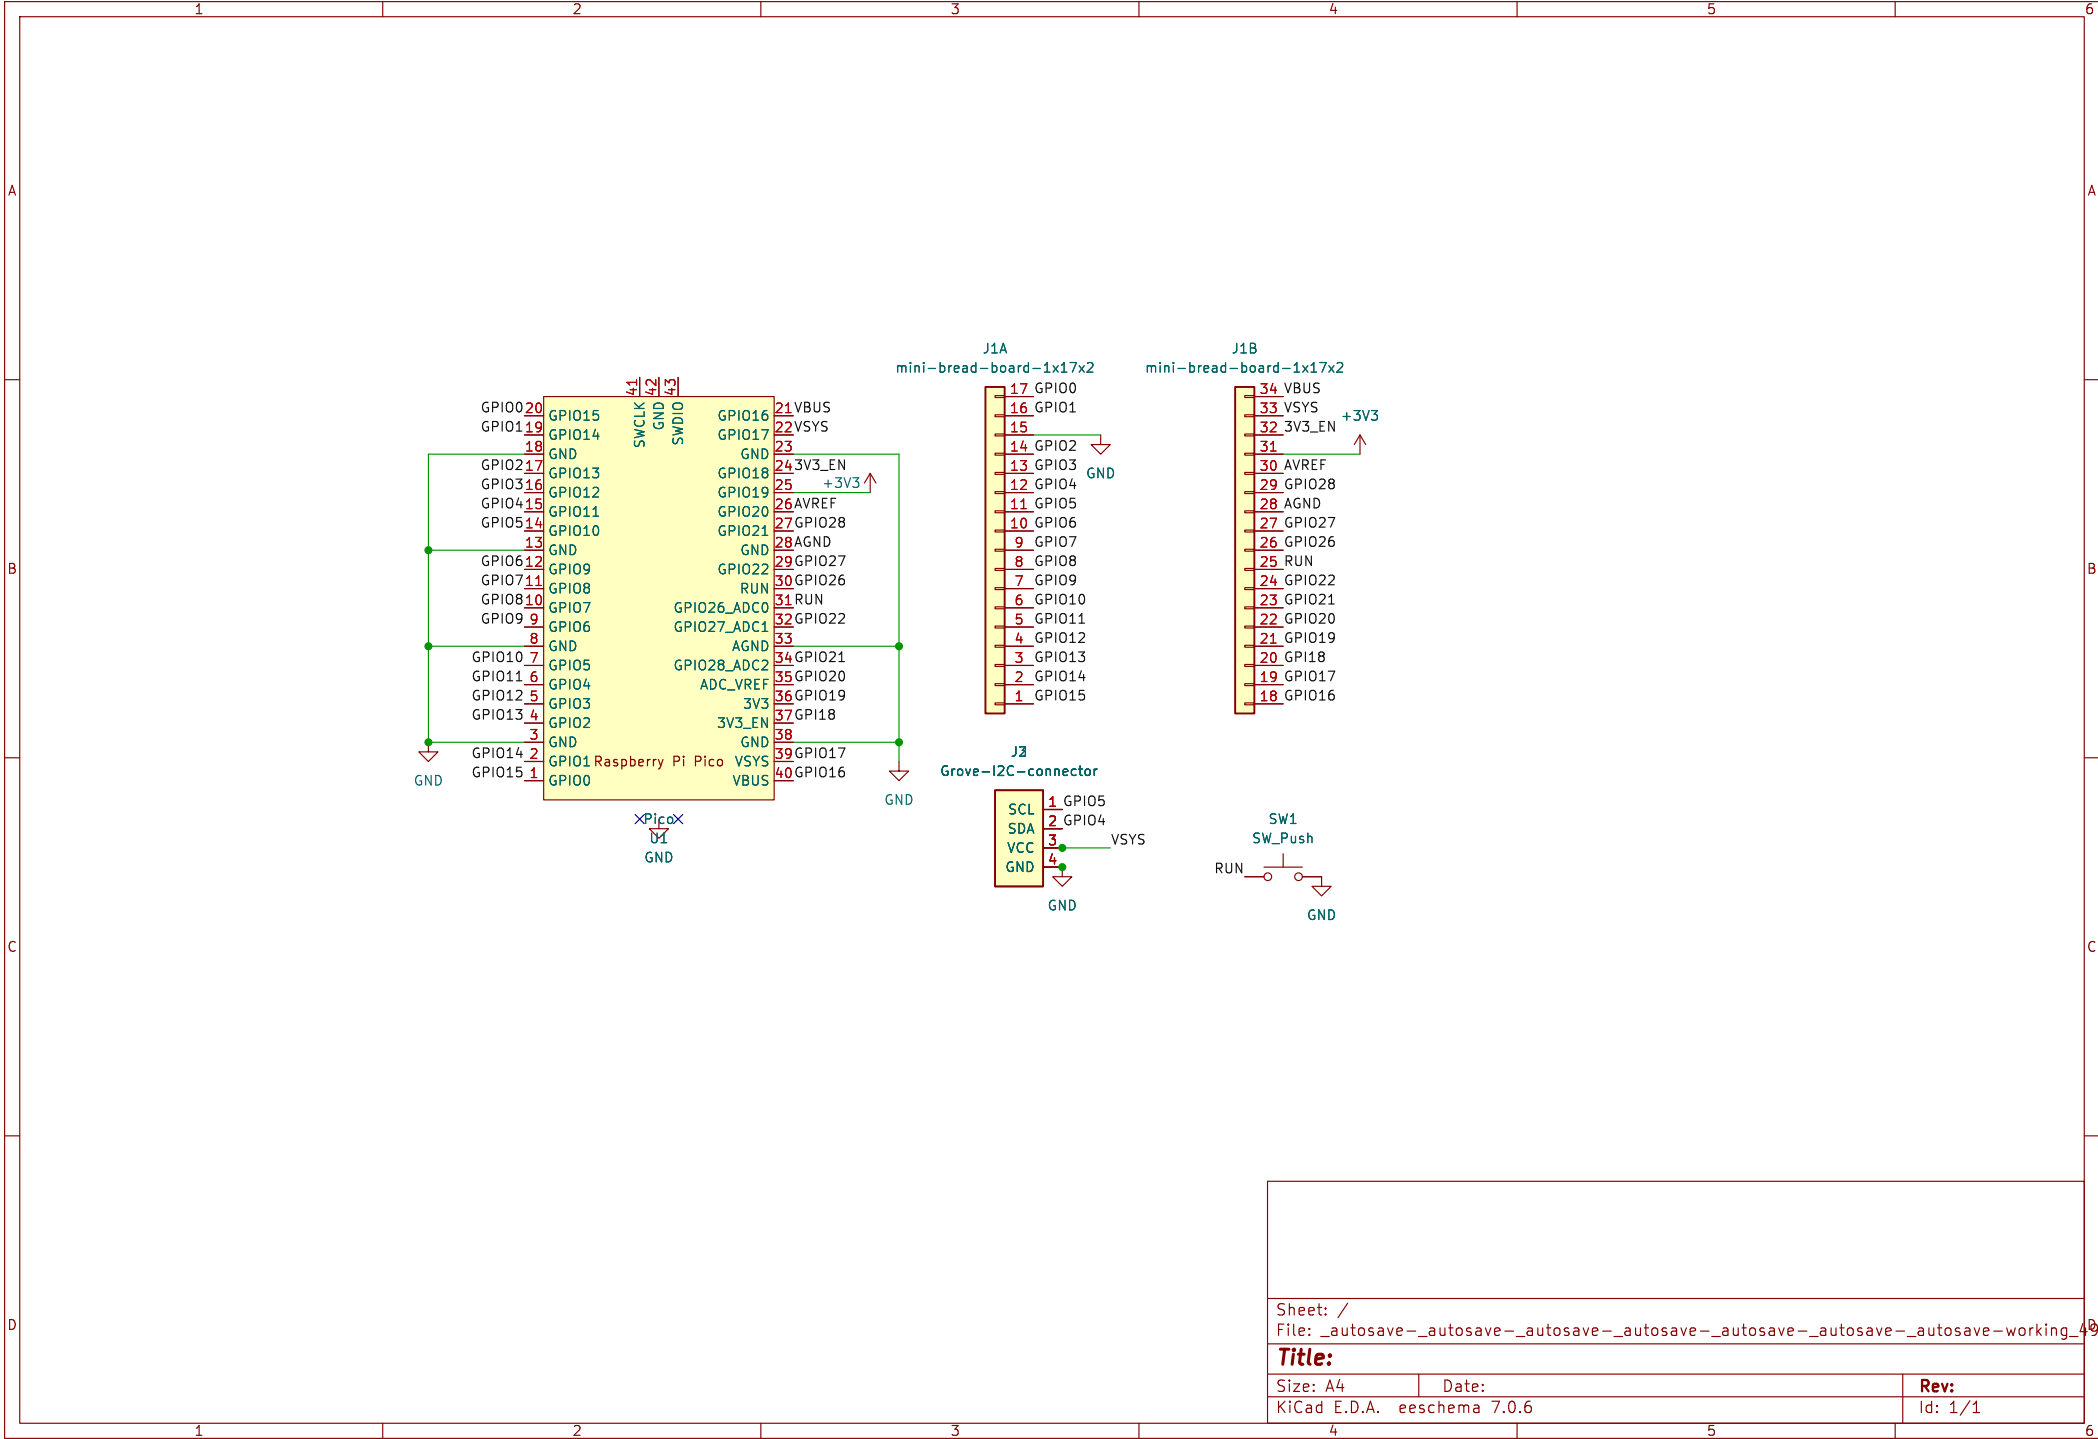 1 2 3 4 5 6
A A
B B
C C
D D
J1A
mini-bread-board-1x17x2
J1B
mini-bread-board-1x17x2
41 SWCLK
42 GND
43 SWDIO
GPIO0 20 GPIO15
GPIO1 19 GPIO14
18 GND
GPIO2 17 GPIO13
GPIO3 16 GPIO12
GPIO4 15 GPIO11
GPIO5 14 GPIO10
13 GND
GPIO6 12 GPIO9
GPIO7 11 GPIO8
GPIO8 10 GPIO7
GPIO9 9 GPIO6
8 GND
GPIO10 7 GPIO5
GPIO11 6 GPIO4
GPIO12 5 GPIO3
GPIO13 4 GPIO2
3 GND
GPIO14 2 GPIO1
GPIO15 1 GPIO0
GND
Raspberry Pi Pico
GPIO16 21 VBUS
GPIO17 22 VSYS
GND 23
GPIO18 24 3V3_EN
GPIO19 25 +3V3
GPIO20 26 AVREF
GPIO21 27 GPIO28
GND 28 AGND
GPIO22 29 GPIO27
RUN 30 GPIO26
GPIO26_ADC0 31 RUN
GPIO27_ADC1 32 GPIO22
AGND 33
GPIO28_ADC2 34 GPIO21
ADC_VREF 35 GPIO20
3V3 36 GPIO19
3V3_EN 37 GPI18
GND 38
VSYS 39 GPIO17
VBUS 40 GPIO16
GND
Pico
U1
GND
17 GPIO0
16 GPIO1
15
14 GPIO2
GND
13 GPIO3
12 GPIO4
11 GPIO5
10 GPIO6
9 GPIO7
8 GPIO8
7 GPIO9
6 GPIO10
5 GPIO11
4 GPIO12
3 GPIO13
2 GPIO14
1 GPIO15
34 VBUS
33 VSYS
32 3V3_EN
+3V3
31
30 AVREF
29 GPIO28
28 AGND
27 GPIO27
26 GPIO26
25 RUN
24 GPIO22
23 GPIO21
22 GPIO20
21 GPIO19
20 GPI18
19 GPIO17
18 GPIO16
Grove-I2C-connector
SCL 1 GPIO5
SDA 2 GPIO4
VCC 3 VSYS
GND 4
GND
SW1
SW_Push
RUN
GND
Sheet: /
File: _autosave-_autosave-_autosave-_autosave-_autosave-_autosave-_autosave-working_49
Title:
Size: A4 Date: Rev:
KiCad E.D.A. eeschema 7.0.6 Id: 1/1
1 2 3 4 5 6